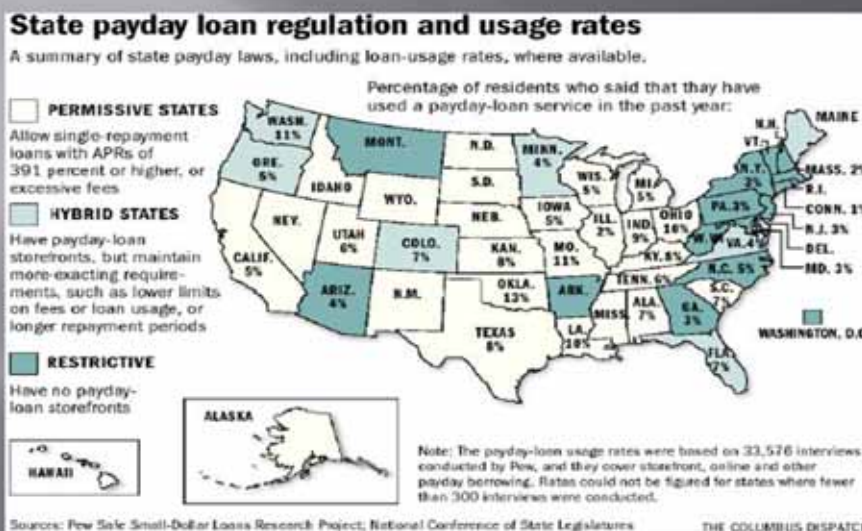 State payday loan regulation and usage rates
A summary of state payday laws, including loan-usage rates, where available.
Percentage of residents who said that they have
used a payday-loan service in the past year:
PERMISSIVE STATES
Allow single-repayment
loans with APRs of
391 percent or higher, or
excessive fees
HYBRID STATES
Have payday-loan
storefronts, but maintain
more-exacting require-
ments, such as lower limits
on fees or loan usage, or
longer repayment periods
RESTRICTIVE
Have no payday-
loan storefronts
WASH.
11%
ORE.
MONT.
IDAHO
WYO.
NEV.
UTAH
6%
CALIF.
5%
COLO.
7%
ARIZ.
4%
N.M.
N.D.
S.D.
NEB.
KAN.
8%
OKLA.
13%
TEXAS
8%
MINN.
4%
IOWA
5%
MO.
11%
ARK.
LA.
WIS.
5%
ILL.
2%
MI.
5%
IND.
9%
OHIO
KY. 8%
TENN. 6%
MISS.
ALA.
7%
GA.
3%
FLA.
7%
S.C.
7%
N.C. 5%
VA. 4%
W.V.
PA. 3%
N.Y.
VT.
N.H.
MAINE
MASS.
R.I.
CONN.
N.J. 3%
DEL.
MD. 3%
WASHINGTON, D.C
ALASKA
HAWAII
Note: The payday-loan usage rates were based on 33,576 interviews
conducted by Pew, and they cover storefront, online and other
payday borrowing. Rates could not be figured for states where fewer
than 300 interviews were conducted.
Sources: Pew Safe Small-Dollar Loans Research Project; National Conference of State Legislatures
THE COLUMBUS DISPATCH